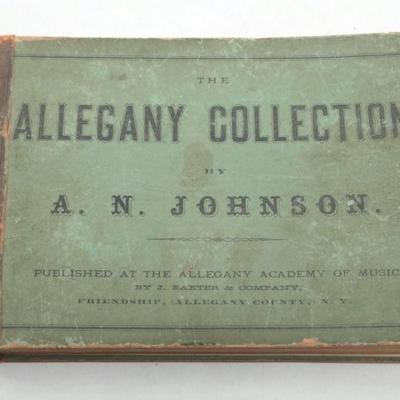 THE
ALLEGANY COLLECTION
BY
A. N. JOHNSON.
PUBLISHED AT THE ALLEGANY ACADEMY OF MUSIC
BY J. BAXTER & COMPANY,
FRIENDSHIP, (ALLEGANY COUNTY,) N. Y.